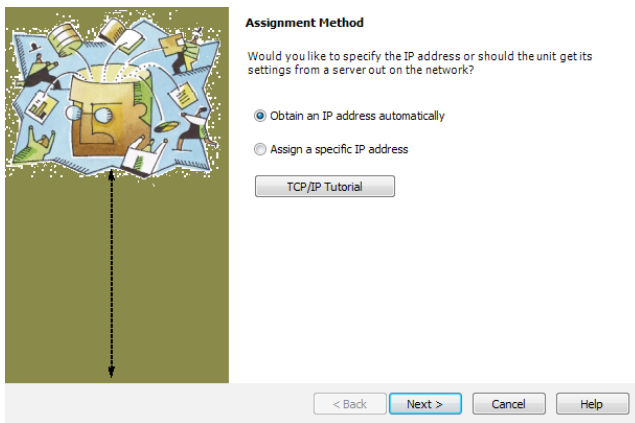 Assignment Method
Would you like to specify the IP address or should the unit get its
settings from a server out on the network?
Obtain an IP address automatically
Assign a specific IP address
TCP/IP Tutorial
< Back Next > Cancel Help